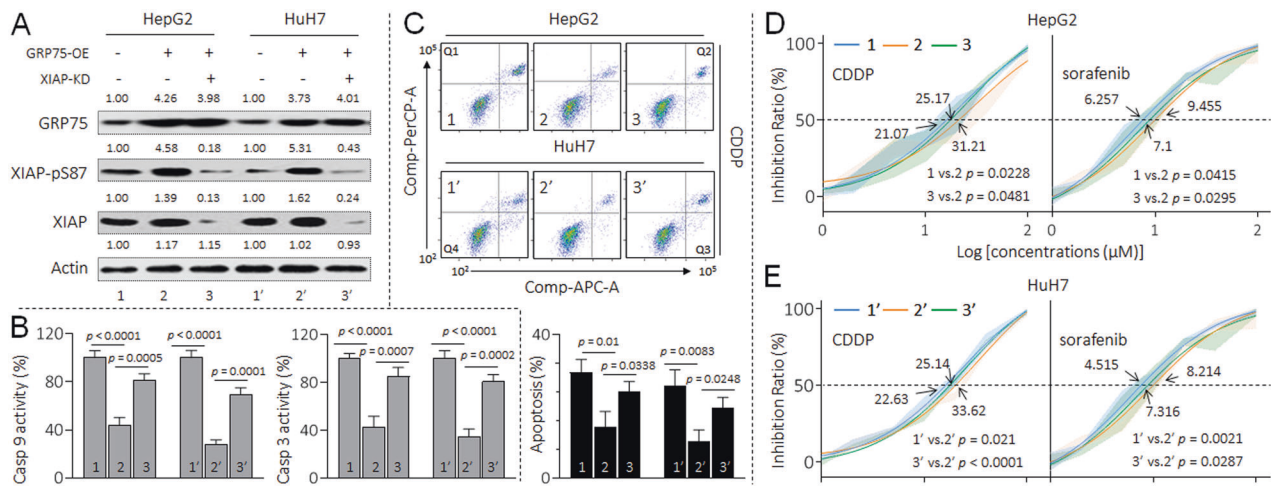 A
HepG2 HuH7
GRP75-OE - + + - + +
XIAP-KD - - + - - +
1.00 4.26 3.98 1.00 3.73 4.01
GRP75
1.00 4.58 0.18 1.00 5.31 0.43
XIAP-pS87
1.00 1.39 0.13 1.00 1.62 0.24
XIAP
1.00 1.17 1.15 1.00 1.02 0.93
Actin
1 2 3 1′ 2′ 3′
B
Casp 9 activity (%)
120
80
40
0
p < 0.0001 p < 0.0001
p = 0.0005 p = 0.0001
1 2 3 1′ 2′ 3′
Casp 3 activity (%)
120
80
40
0
p < 0.0001 p < 0.0001
p = 0.0007 p = 0.0002
1 2 3 1′ 2′ 3′
C
HepG2
Comp-PerCP-A
10⁵
Q1 Q2
1 2 3
CDDP
HuH7
1′ 2′ 3′
Q4 Q3
10²
10² 10⁵
Comp-APC-A
Apoptosis (%)
40
20
0
p = 0.01 p = 0.0083
p = 0.0338 p = 0.0248
1 2 3 1′ 2′ 3′
D
HepG2
Inhibition Ratio (%)
100
50
0
1 2 3
CDDP
25.17
21.07
31.21
1 vs.2 p = 0.0228
3 vs.2 p = 0.0481
sorafenib
6.257
9.455
7.1
1 vs.2 p = 0.0415
3 vs.2 p = 0.0295
0 1 2 1 2
Log [concentrations (μM)]
E
HuH7
Inhibition Ratio (%)
100
50
0
1′ 2′ 3′
CDDP
25.14
22.63
33.62
1′ vs.2′ p = 0.021
3′ vs.2′ p < 0.0001
sorafenib
4.515
8.214
7.316
1′ vs.2′ p = 0.0021
3′ vs.2′ p = 0.0287
0 1 2 1 2